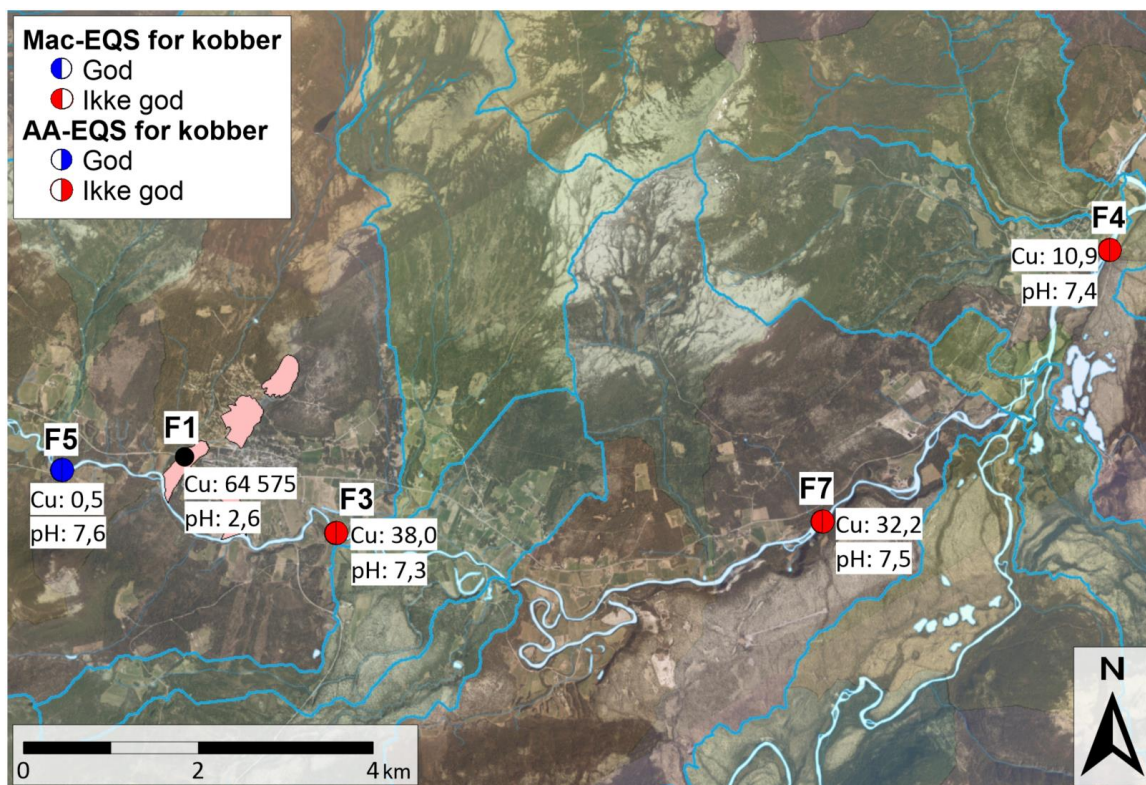 Mac-EQS for kobber
God
Ikke god
AA-EQS for kobber
God
Ikke god
F4
Cu: 10,9
pH: 7,4
F5
Cu: 0,5
pH: 7,6
F1
Cu: 64 575
pH: 2,6
F3
Cu: 38,0
pH: 7,3
F7
Cu: 32,2
pH: 7,5
N
0 2 4 km